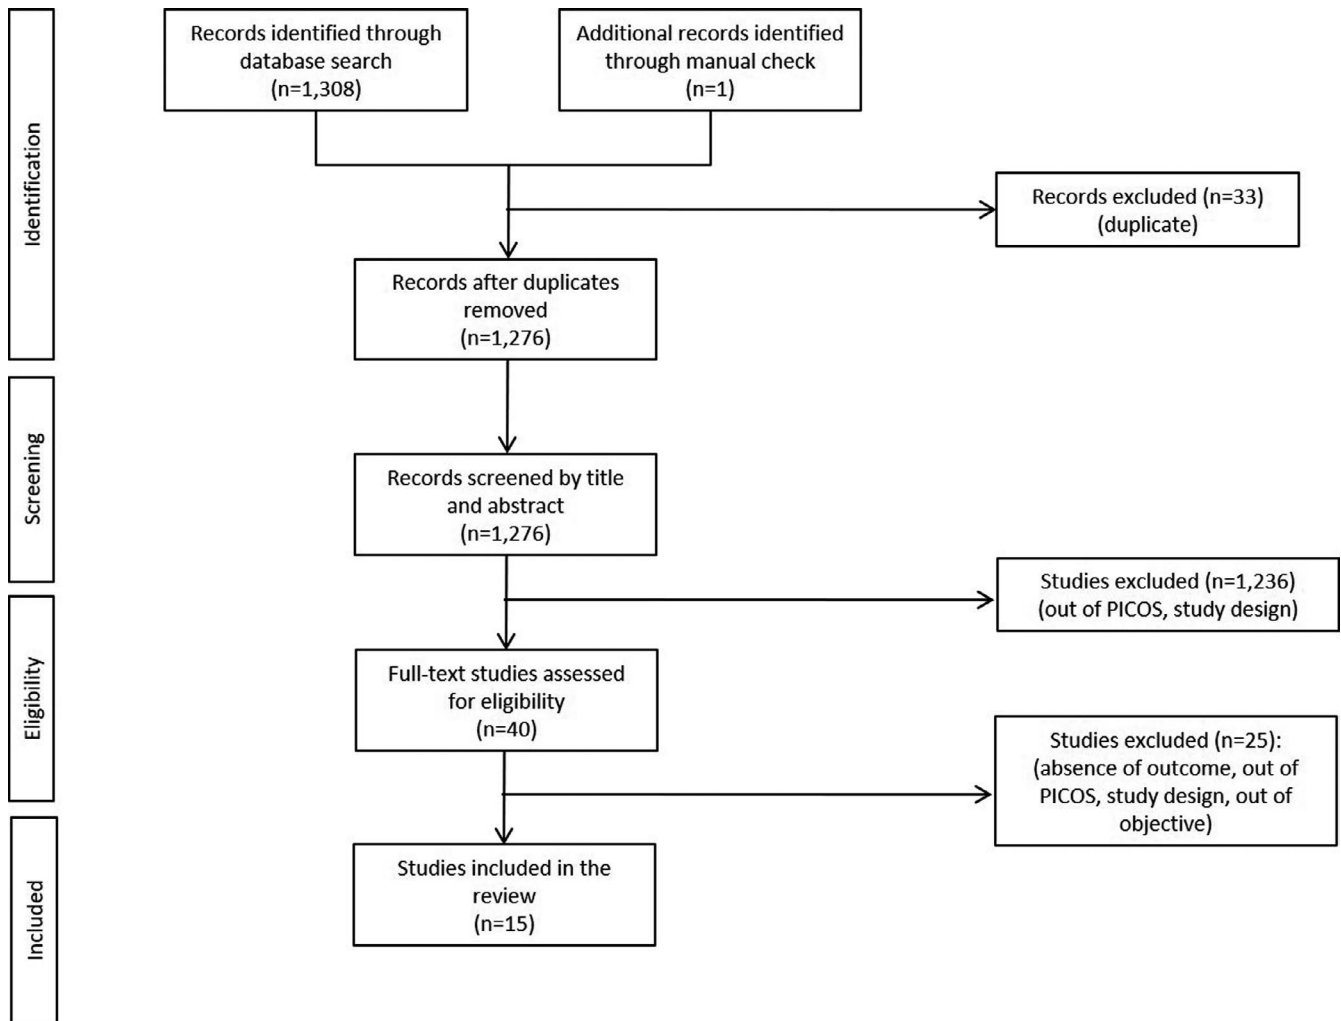 Identification
Records identified through
database search
(n=1,308)
Additional records identified
through manual check
(n=1)
Records excluded (n=33)
(duplicate)
Records after duplicates
removed
(n=1,276)
Screening
Records screened by title
and abstract
(n=1,276)
Studies excluded (n=1,236)
(out of PICOS, study design)
Eligibility
Full-text studies assessed
for eligibility
(n=40)
Studies excluded (n=25):
(absence of outcome, out of
PICOS, study design, out of
objective)
Included
Studies included in the
review
(n=15)